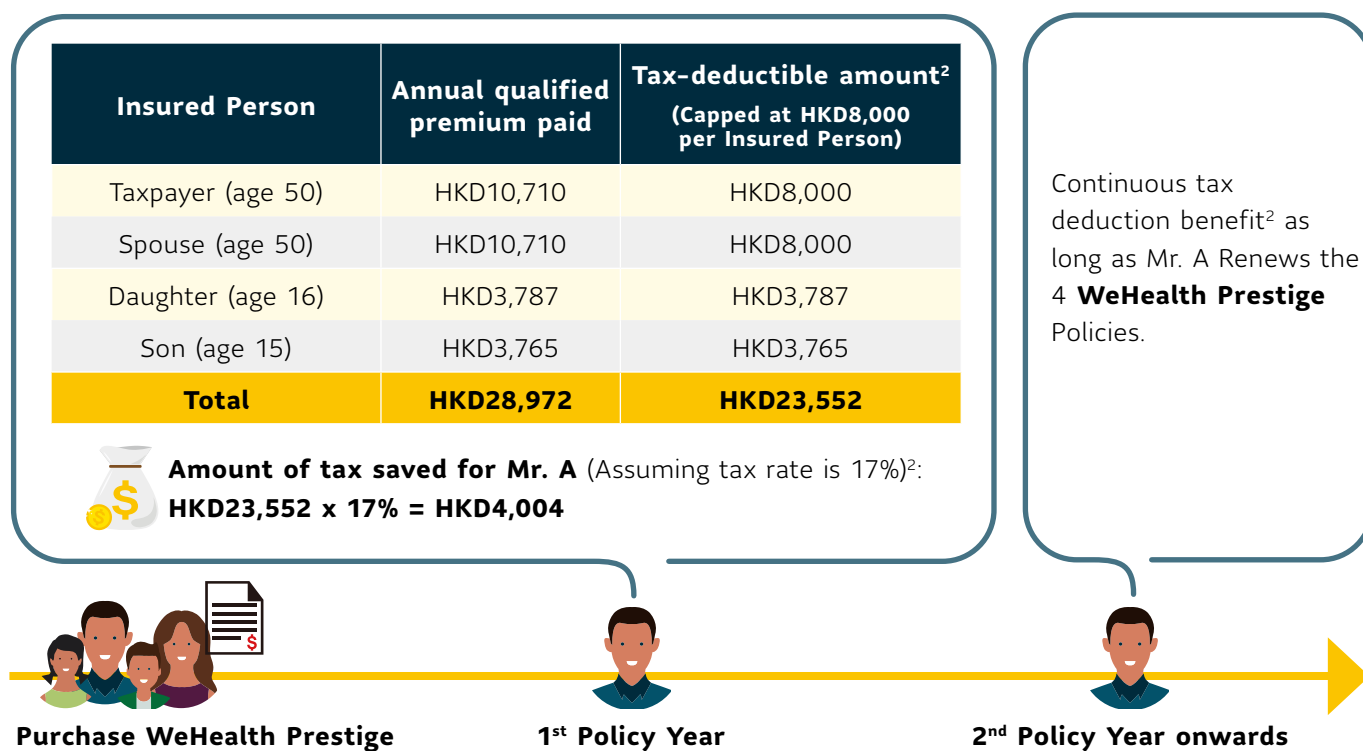 Insured Person
Annual qualified
premium paid
Tax-deductible amount²
(Capped at HKD8,000
per Insured Person)
Taxpayer (age 50) HKD10,710 HKD8,000
Spouse (age 50) HKD10,710 HKD8,000
Daughter (age 16) HKD3,787 HKD3,787
Son (age 15) HKD3,765 HKD3,765
Total HKD28,972 HKD23,552
$
$
Amount of tax saved for Mr. A (Assuming tax rate is 17%)²:
HKD23,552 x 17% = HKD4,004
Continuous tax
deduction benefit² as
long as Mr. A Renews the
4 WeHealth Prestige
Policies.
$
Purchase WeHealth Prestige
1st Policy Year
2nd Policy Year onwards